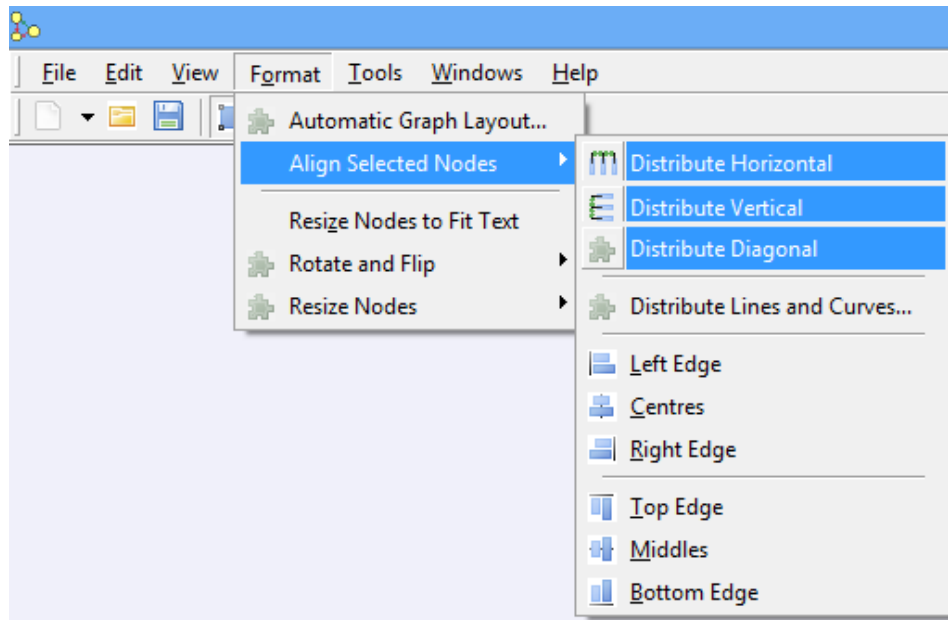 File Edit View Format Tools Windows Help
Automatic Graph Layout...
Align Selected Nodes
Resize Nodes to Fit Text
Rotate and Flip
Resize Nodes
Distribute Horizontal
Distribute Vertical
Distribute Diagonal
Distribute Lines and Curves...
Left Edge
Centres
Right Edge
Top Edge
Middles
Bottom Edge